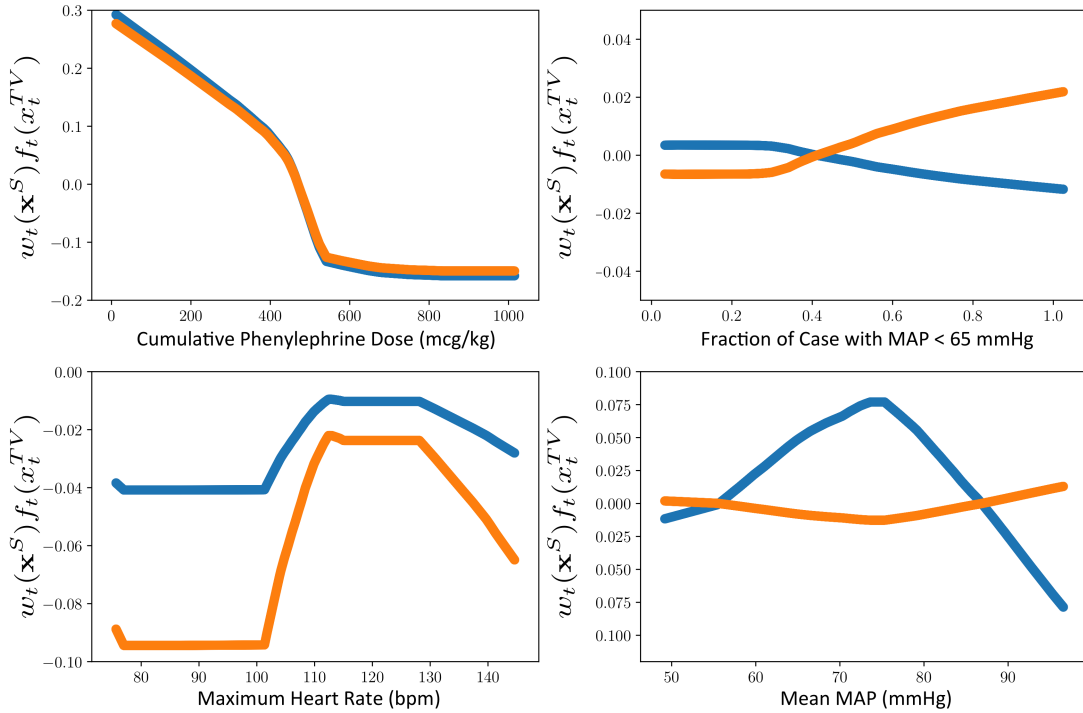 0.3
0.2
0.1
0.0
−0.1
−0.2
w_t(x^S)f_t(x_t^{TV})
0 200 400 600 800 1000
Cumulative Phenylephrine Dose (mcg/kg)
0.04
0.02
0.00
-0.02
-0.04
w_t(x^S)f_t(x_t^{TV})
0.0 0.2 0.4 0.6 0.8 1.0
Fraction of Case with MAP < 65 mmHg
0.00
−0.02
−0.04
−0.06
−0.08
−0.10
w_t(x^S)f_t(x_t^{TV})
80 90 100 110 120 130 140
Maximum Heart Rate (bpm)
0.100
0.075
0.050
0.025
0.000
0.025
0.050
0.075
0.100
w_t(x^S)f_t(x_t^{TV})
50 60 70 80 90
Mean MAP (mmHg)